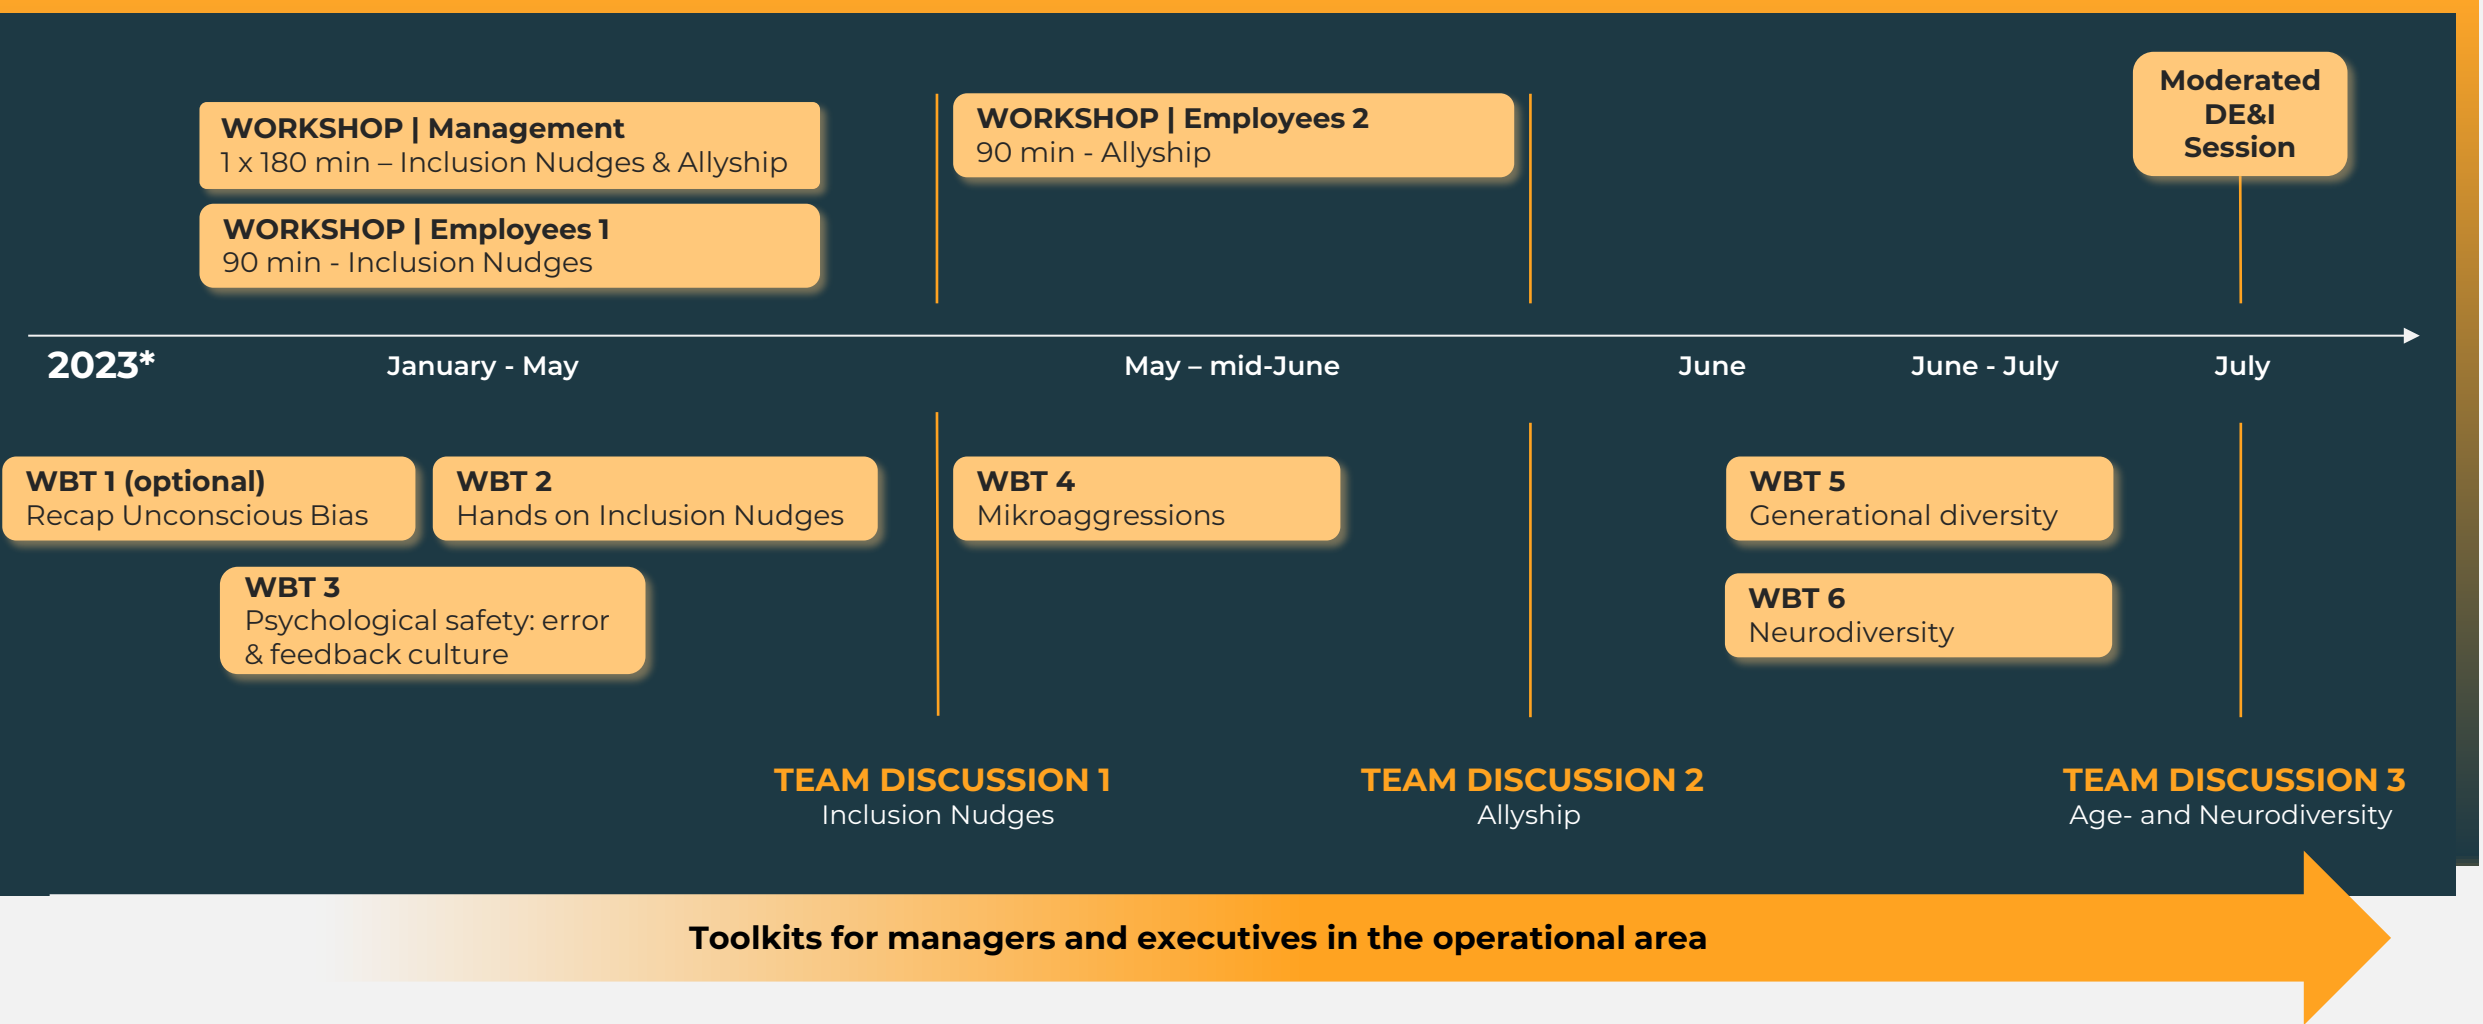 WORKSHOP | Management
1 x 180 min – Inclusion Nudges & Allyship
WORKSHOP | Employees 1
90 min - Inclusion Nudges
WORKSHOP | Employees 2
90 min - Allyship
Moderated
DE&I
Session
2023*
January - May
May – mid-June
June
June - July
July
WBT 1 (optional)
Recap Unconscious Bias
WBT 2
Hands on Inclusion Nudges
WBT 3
Psychological safety: error
& feedback culture
WBT 4
Mikroaggressions
WBT 5
Generational diversity
WBT 6
Neurodiversity
TEAM DISCUSSION 1
Inclusion Nudges
TEAM DISCUSSION 2
Allyship
TEAM DISCUSSION 3
Age- and Neurodiversity
Toolkits for managers and executives in the operational area